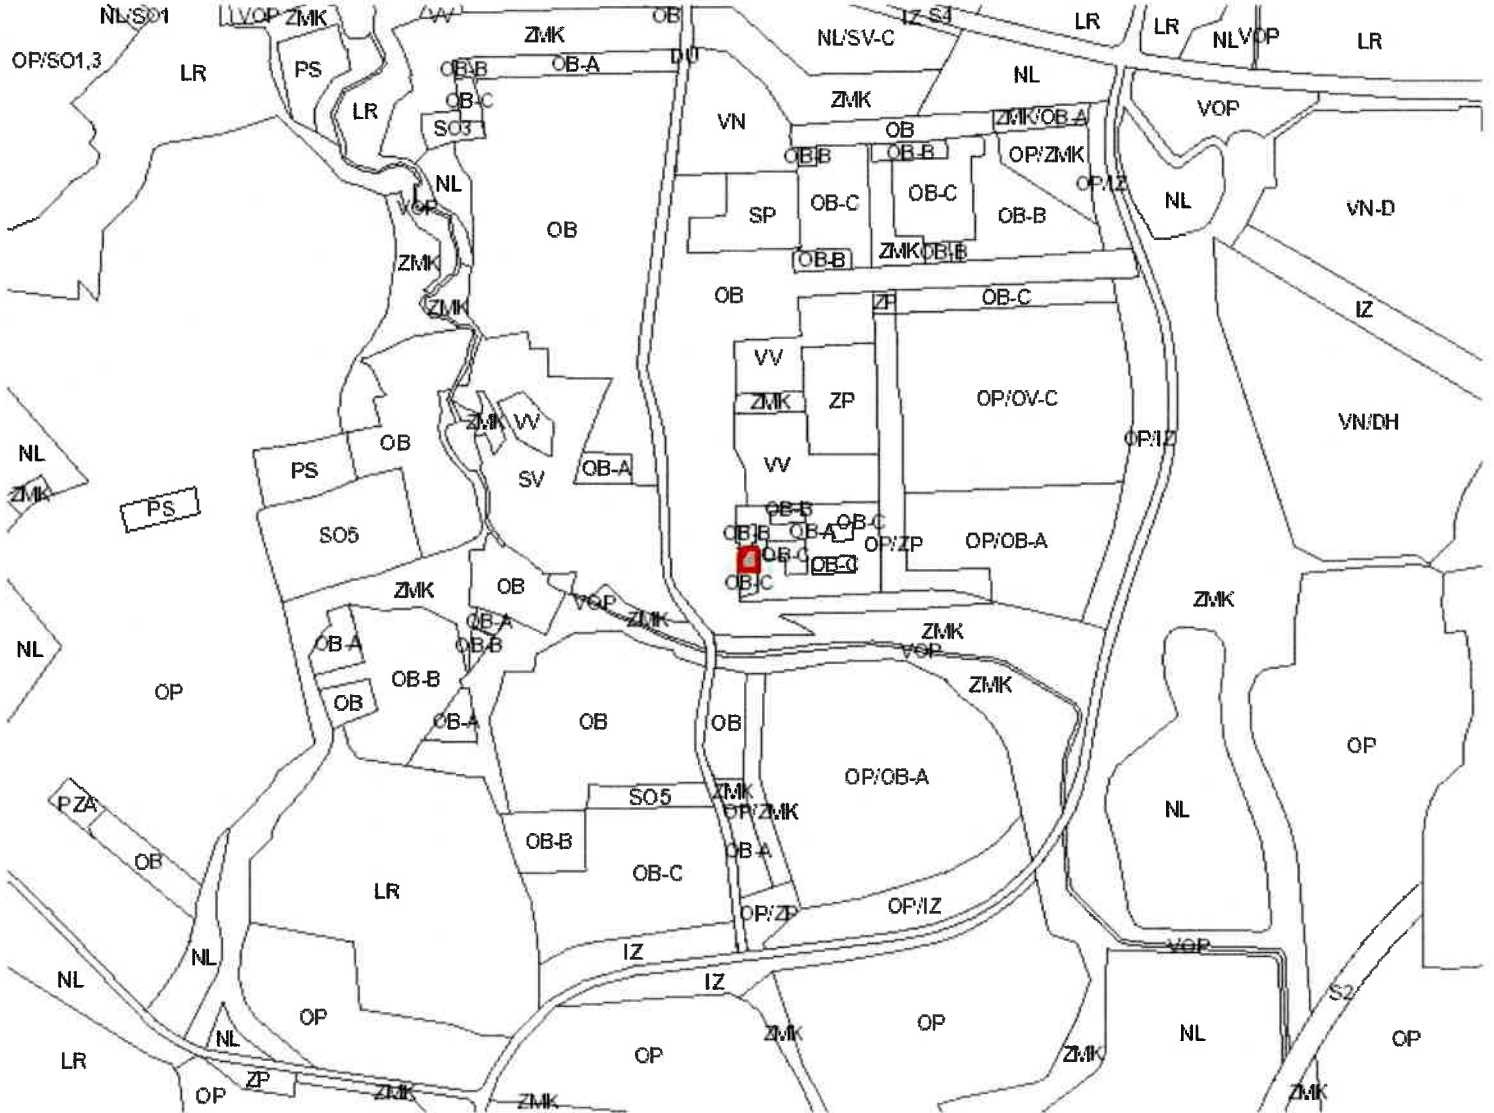 NL/SO1
VOP
ZMK
VV
OB
IZ
S4
LR
LR
NL
VOP
LR
OP/SO1,3
LR
PS
ZMK
DU
NL/SV-C
NL
OB-B
OB-A
LR
OB-C
SO3
VN
ZMK
OB
ZMK/OB-A
VOP
OB-B
OB-B
OP/ZMK
OP/IZ
NL
VOP
OB
SP
OB-C
OB-C
OB-B
NL
VN-D
ZMK
OB-B
ZMK
OB-B
ZMK
OB
ZP
OB-C
IZ
VV
ZMK
ZP
OP/OV-C
ZMK
VV
VN/DH
NL
OB
OP/IZ
PS
SV
OB-A
VV
ZMK
PS
OB-B
OB-B
OB-A
OB-C
OP/ZP
OP/OB-A
SO5
OB-C
OB-C
OB-C
ZMK
OB
VOP
ZMK
ZMK
ZMK
OB-A
OB-A
OB-B
VOP
NL
OB-B
ZMK
OP
OB
OB-A
OB
OB
OP
OP/OB-A
PZA
SO5
ZMK
OP/ZMK
NL
OB-B
OB-A
OB
OB-C
LR
OP/ZP
OP/IZ
NL
IZ
VOP
NL
IZ
S2
OP
OP
NL
ZMK
NL
OP
LR
OP
ZMK
ZP
OP
ZMK
ZMK
ZMK